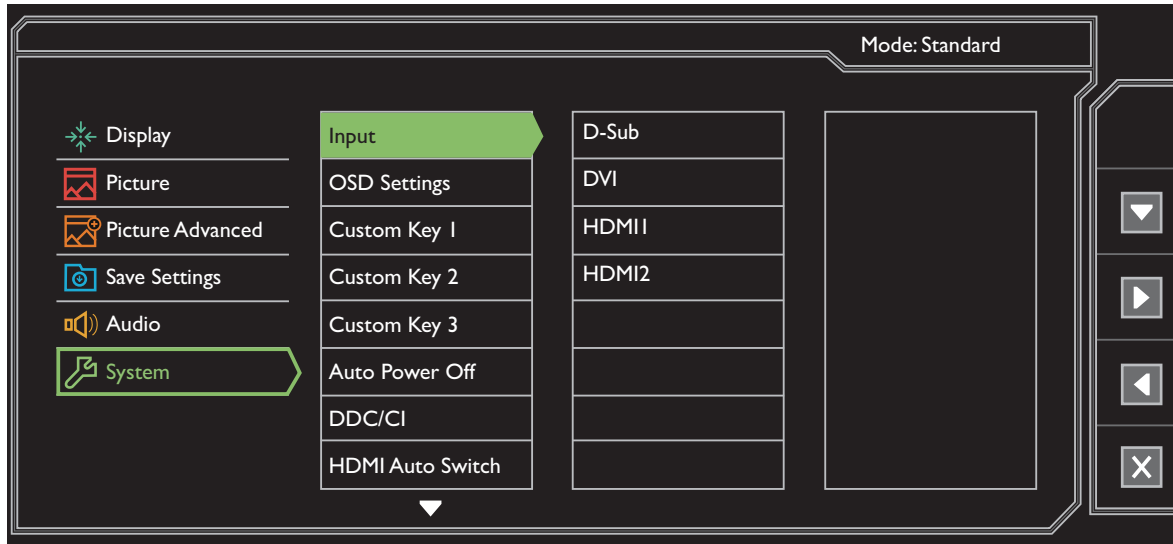 Mode: Standard
Display
Picture
Picture Advanced
Save Settings
Audio
System
Input
OSD Settings
Custom Key 1
Custom Key 2
Custom Key 3
Auto Power Off
DDC/CI
HDMI Auto Switch
D-Sub
DVI
HDMI1
HDMI2
X